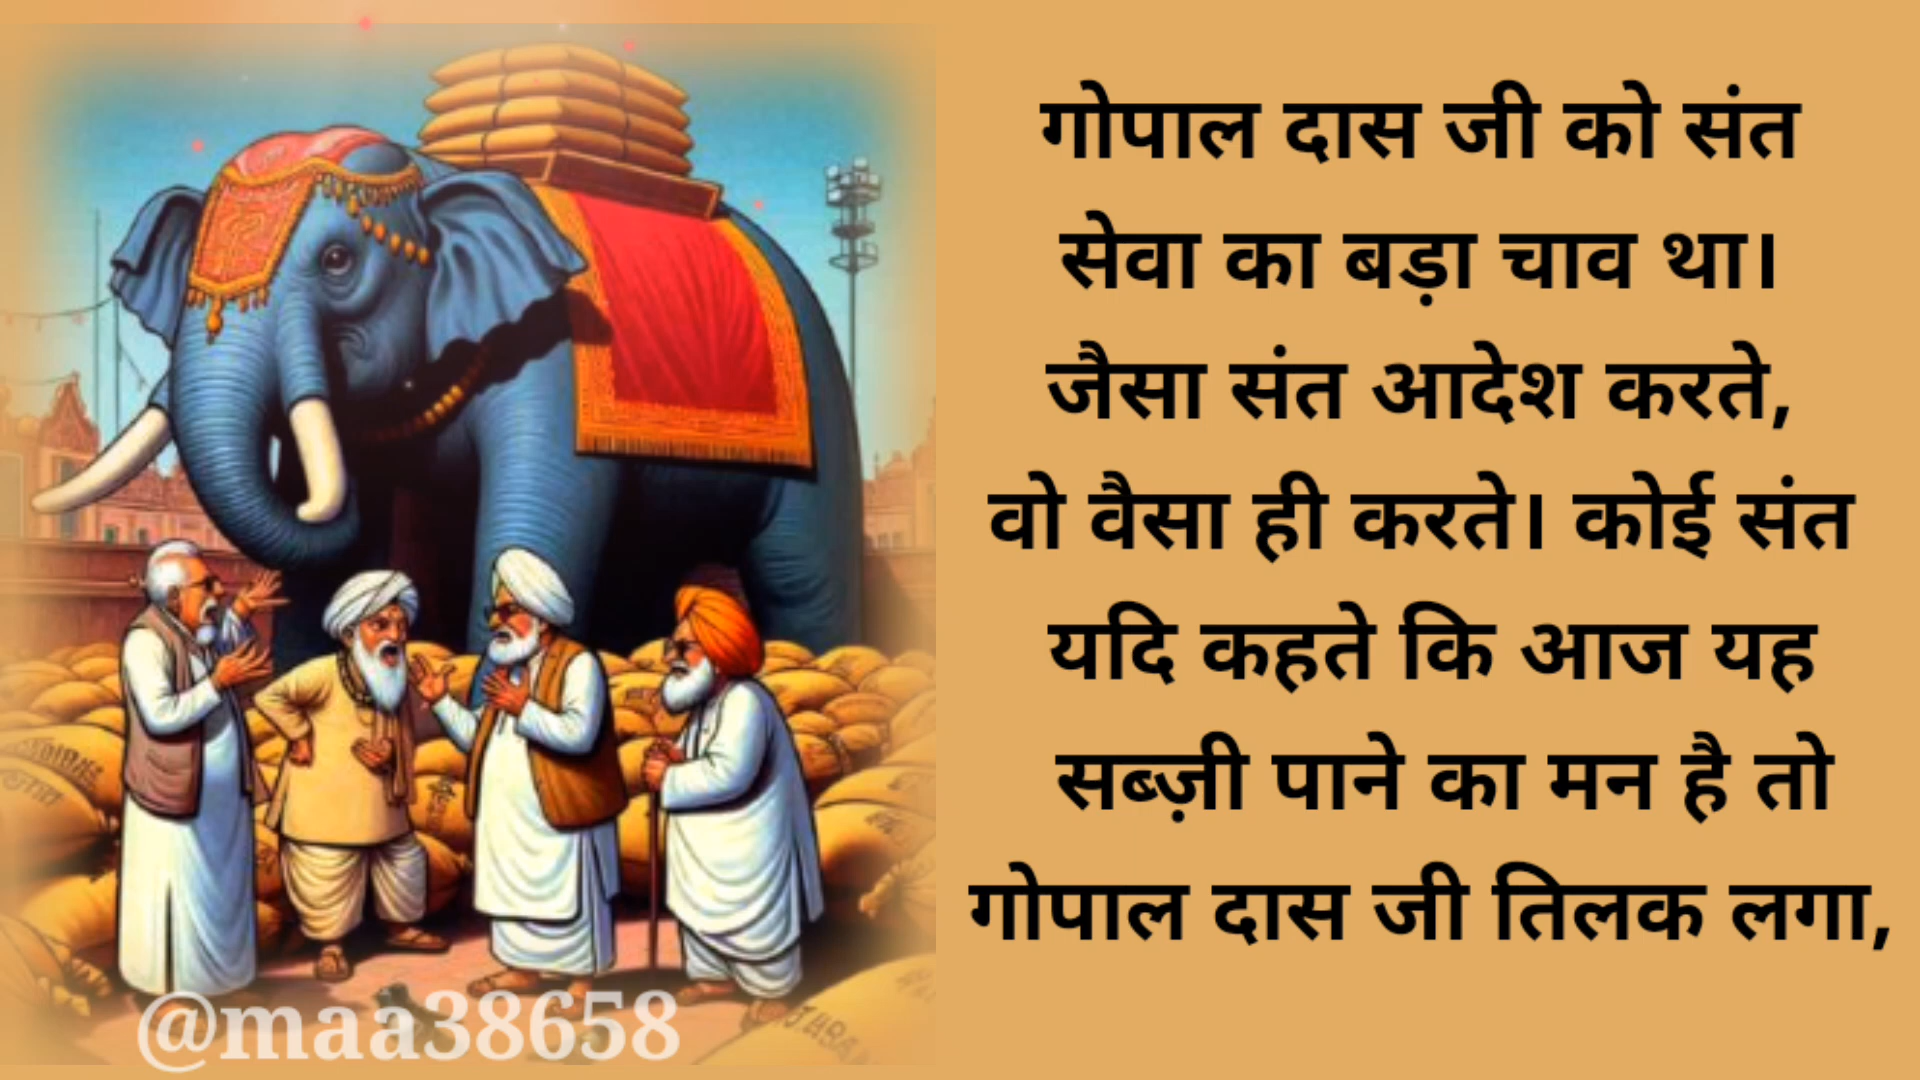 गोपाल दास जी को संत
सेवा का बड़ा चाव था।
जैसा संत आदेश करते,
वो वैसा ही करते। कोई संत
यदि कहते कि आज यह
सब्ज़ी पाने का मन है तो
गोपाल दास जी तिलक लगा,
@maa38658